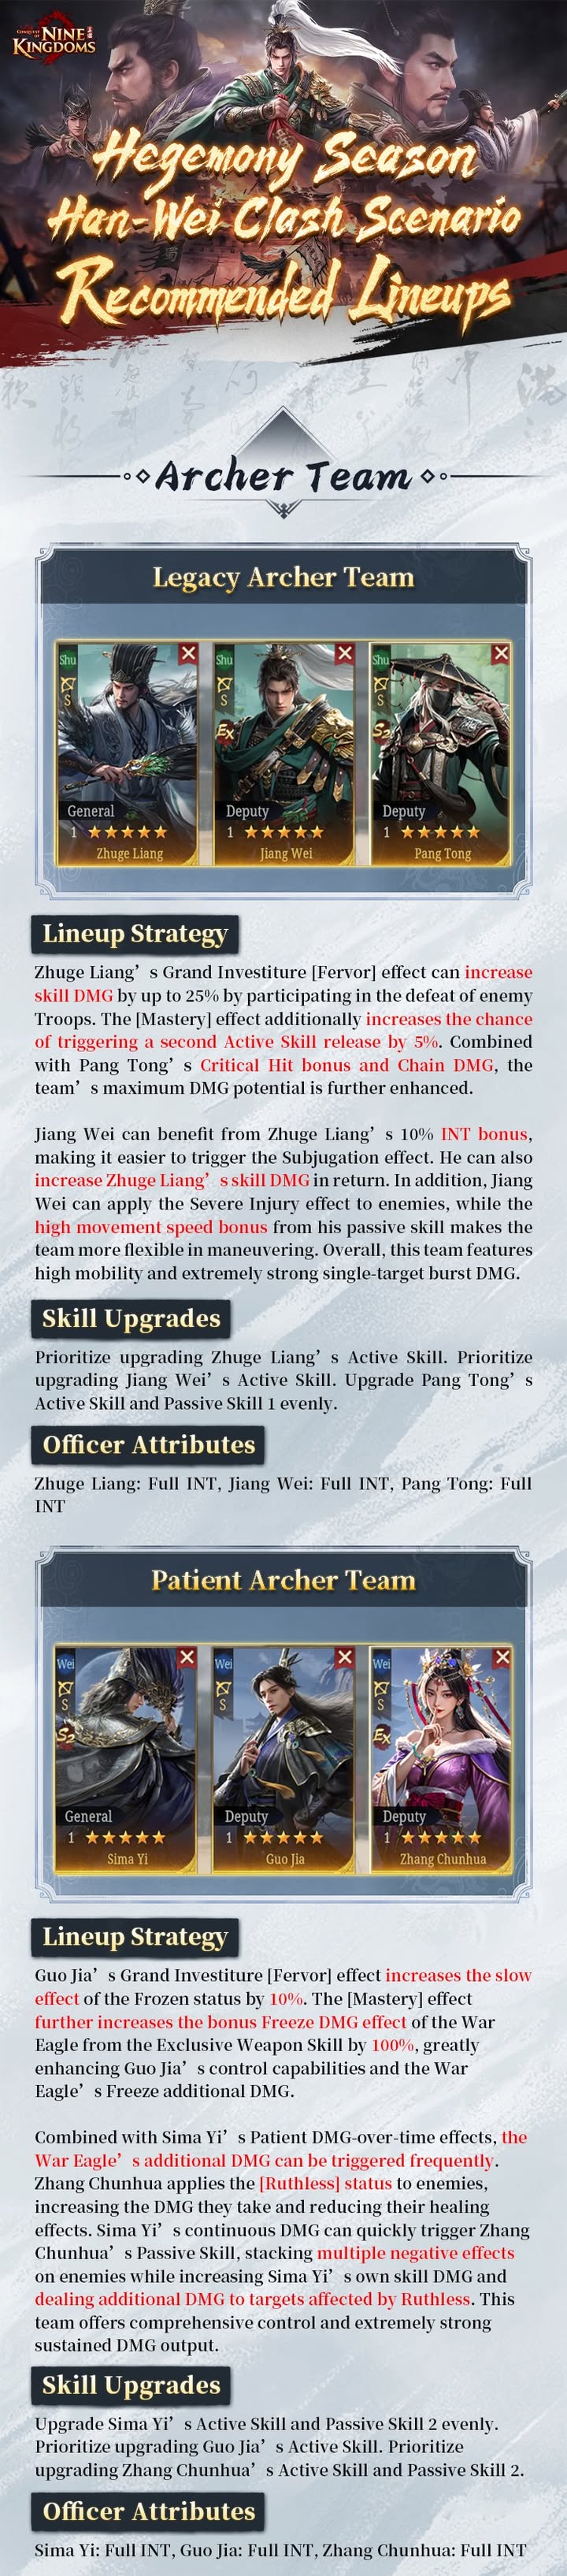 CONQUEST OF NINE KINGDOMS
Hegemony Season
Han-Wei Clash Scenario
Recommended Lineups
Archer Team
Legacy Archer Team
Shu
S
General
1
Zhuge Liang
Shu
S
EX
Deputy
1
Jiang Wei
Shu
S2
Deputy
1
Pang Tong
Lineup Strategy
Zhuge Liang’s Grand Investiture [Fervor] effect can increase
skill DMG by up to 25% by participating in the defeat of enemy
Troops. The [Mastery] effect additionally increases the chance
of triggering a second Active Skill release by 5%. Combined
with Pang Tong’s Critical Hit bonus and Chain DMG, the
team’s maximum DMG potential is further enhanced.
Jiang Wei can benefit from Zhuge Liang’s 10% INT bonus,
making it easier to trigger the Subjugation effect. He can also
increase Zhuge Liang’s skill DMG in return. In addition, Jiang
Wei can apply the Severe Injury effect to enemies, while the
high movement speed bonus from his passive skill makes the
team more flexible in maneuvering. Overall, this team features
high mobility and extremely strong single-target burst DMG.
Skill Upgrades
Prioritize upgrading Zhuge Liang’s Active Skill. Prioritize
upgrading Jiang Wei’s Active Skill. Upgrade Pang Tong’s
Active Skill and Passive Skill 1 evenly.
Officer Attributes
Zhuge Liang: Full INT, Jiang Wei: Full INT, Pang Tong: Full
INT
Patient Archer Team
Wei
S
S2
General
1
Sima Yi
Wei
S
Deputy
1
Guo Jia
Wei
S
EX
Deputy
1
Zhang Chunhua
Lineup Strategy
Guo Jia’s Grand Investiture [Fervor] effect increases the slow
effect of the Frozen status by 10%. The [Mastery] effect
further increases the bonus Freeze DMG effect of the War
Eagle from the Exclusive Weapon Skill by 100%, greatly
enhancing Guo Jia’s control capabilities and the War
Eagle’s Freeze additional DMG.
Combined with Sima Yi’s Patient DMG-over-time effects, the
War Eagle’s additional DMG can be triggered frequently.
Zhang Chunhua applies the [Ruthless] status to enemies,
increasing the DMG they take and reducing their healing
effects. Sima Yi’s continuous DMG can quickly trigger Zhang
Chunhua’s Passive Skill, stacking multiple negative effects
on enemies while increasing Sima Yi’s own skill DMG and
dealing additional DMG to targets affected by Ruthless. This
team offers comprehensive control and extremely strong
sustained DMG output.
Skill Upgrades
Upgrade Sima Yi’s Active Skill and Passive Skill 2 evenly.
Prioritize upgrading Guo Jia’s Active Skill. Prioritize
upgrading Zhang Chunhua’s Active Skill and Passive Skill 2.
Officer Attributes
Sima Yi: Full INT, Guo Jia: Full INT, Zhang Chunhua: Full INT